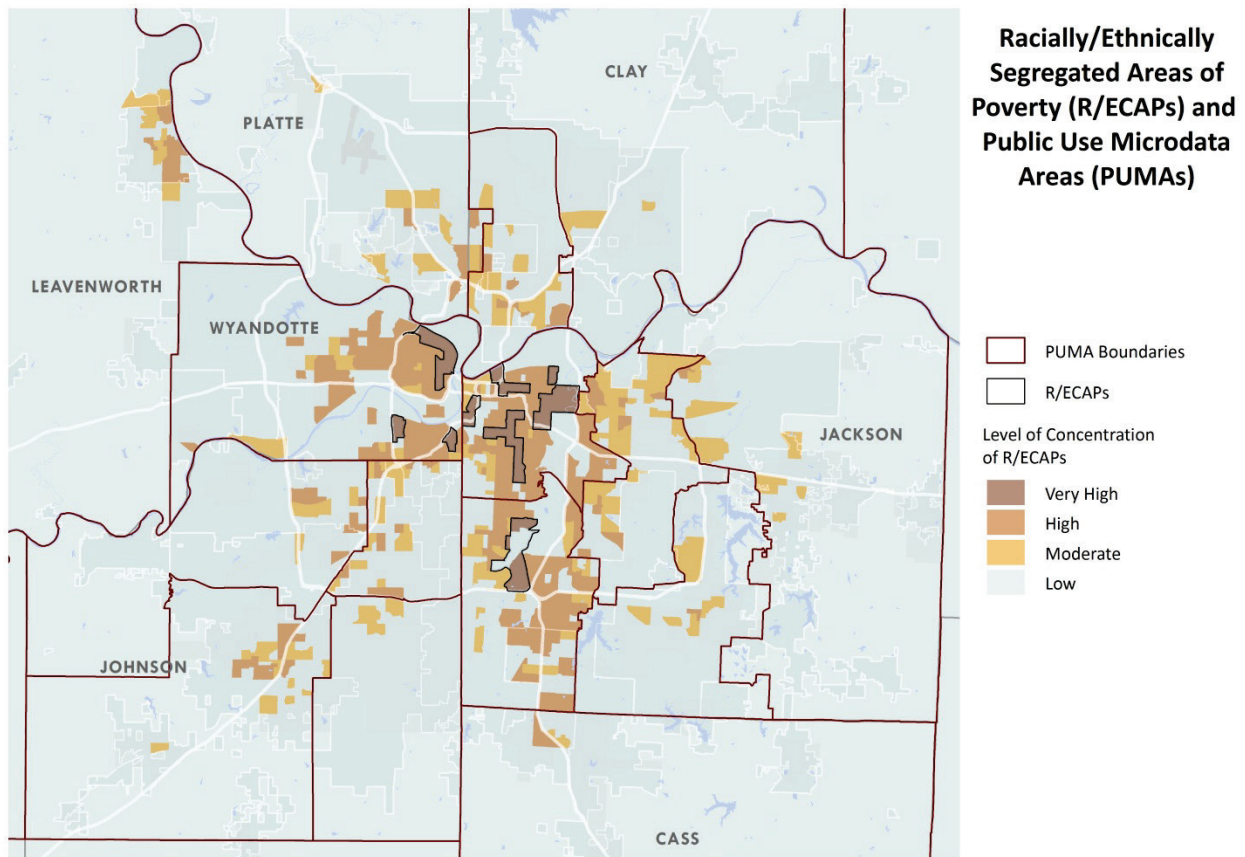 Racially/Ethnically
Segregated Areas of
Poverty (R/ECAPs) and
Public Use Microdata
Areas (PUMAs)
CLAY
PLATTE
LEAVENWORTH
WYANDOTTE
JACKSON
JOHNSON
CASS
PUMA Boundaries
R/ECAPs
Level of Concentration
of R/ECAPs
Very High
High
Moderate
Low